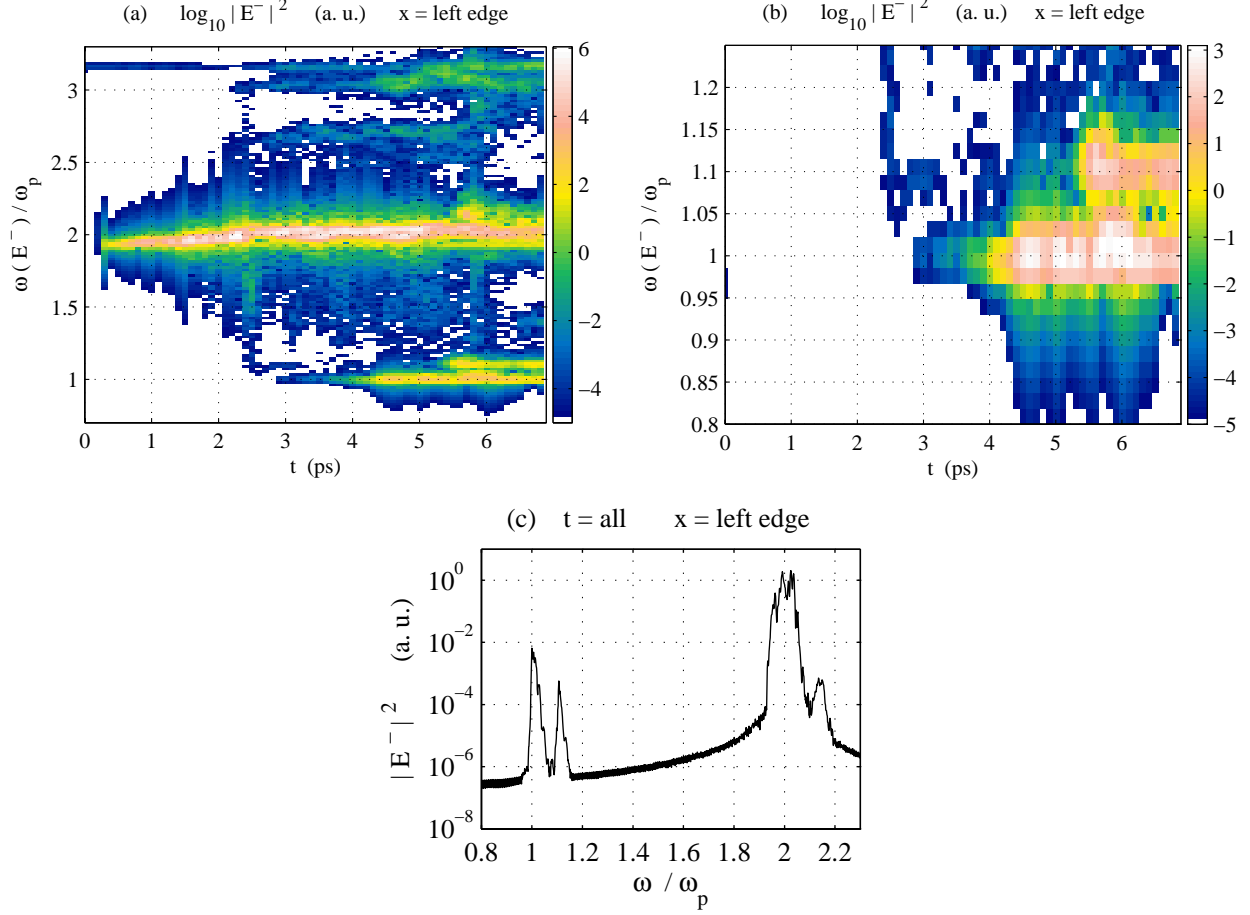 (a) log₁₀ | E⁻ |² (a. u.) x = left edge
ω( E⁻ ) / ωₚ
3
2.5
2
1.5
1
0 1 2 3 4 5 6
t (ps)
6
4
2
0
−2
−4
(b) log₁₀ | E⁻ |² (a. u.) x = left edge
ω( E⁻ ) / ωₚ
1.2
1.15
1.1
1.05
1
0.95
0.9
0.85
0.8
0 1 2 3 4 5 6
t (ps)
3
2
1
0
−1
−2
−3
−4
−5
(c) t = all x = left edge
| E⁻ |² (a. u.)
10⁰
10⁻²
10⁻⁴
10⁻⁶
10⁻⁸
0.8 1 1.2 1.4 1.6 1.8 2 2.2
ω / ωₚ